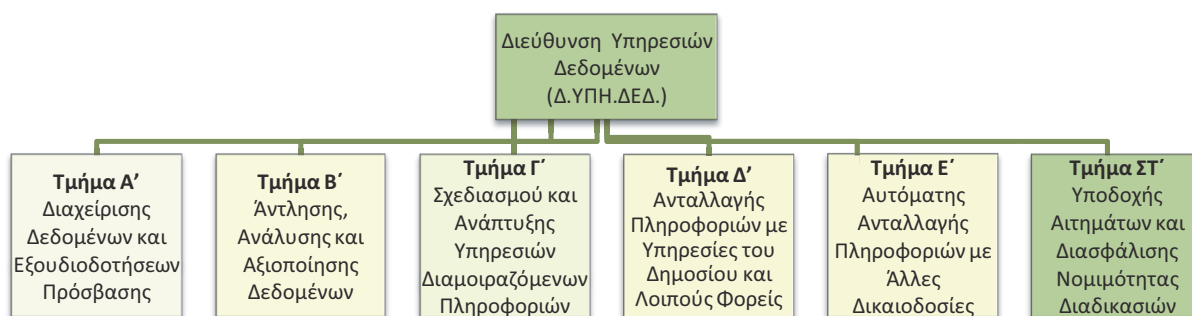 Διεύθυνση Υπηρεσιών
Δεδομένων
(Δ.ΥΠΗ.ΔΕΔ.)
Τμήμα Α’
Διαχείρισης
Δεδομένων και
Εξουδιοδοτήσεων
Πρόσβασης
Τμήμα Β΄
Άντλησης,
Ανάλυσης και
Αξιοποίησης
Δεδομένων
Τμήμα Γ΄
Σχεδιασμού και
Ανάπτυξης
Υπηρεσιών
Διαμοιραζόμενων
Πληροφοριών
Τμήμα Δ’
Ανταλλαγής
Πληροφοριών με
Υπηρεσίες του
Δημοσίου και
Λοιπούς Φορείς
Τμήμα Ε΄
Αυτόματης
Ανταλλαγής
Πληροφοριών με
Άλλες
Δικαιοδοσίες
Τμήμα ΣΤ΄
Υποδοχής
Αιτημάτων και
Διασφάλισης
Νομιμότητας
Διαδικασιών